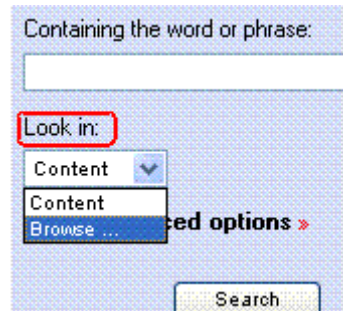 Containing the word or phrase:
Look in:
Content
Content
Browse ...
ced options »
Search